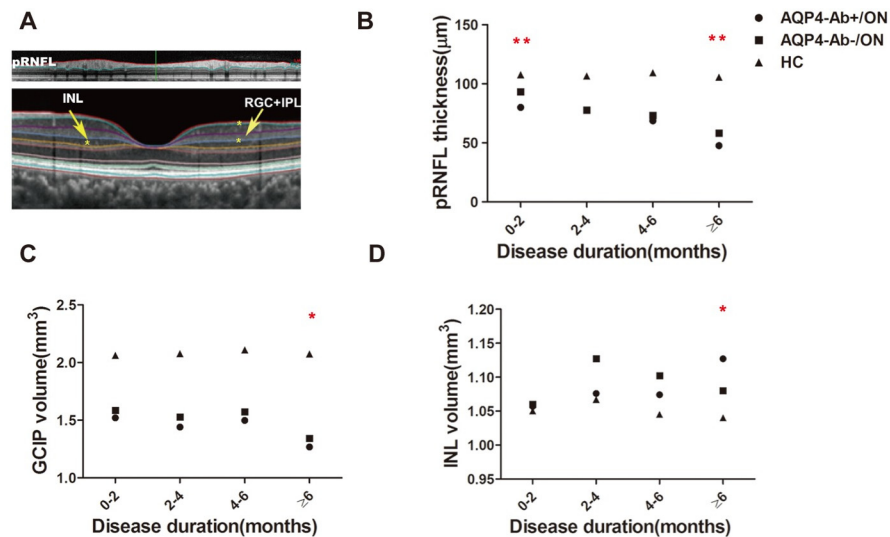 A
pRNFL
INL
RGC+IPL
*
*
*
B
AQP4-Ab+/ON
AQP4-Ab-/ON
HC
**
**
pRNFL thickness(μm)
150
100
50
0
0-2
2-4
4-6
≥6
Disease duration(months)
C
*
GCIP volume(mm³)
2.5
2.0
1.5
1.0
0-2
2-4
4-6
≥6
Disease duration(months)
D
*
INL volume(mm³)
1.20
1.15
1.10
1.05
1.00
0.95
0-2
2-4
4-6
≥6
Disease duration(months)